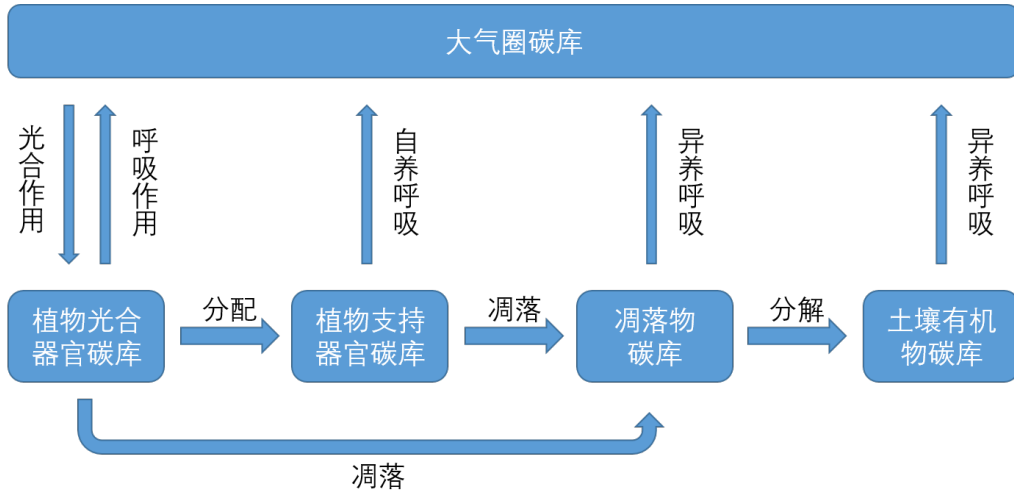 大气圈碳库
光合作用
呼吸作用
自养呼吸
异养呼吸
异养呼吸
植物光合
器官碳库
分配
植物支持
器官碳库
凋落
凋落物
碳库
分解
土壤有机
物碳库
凋落